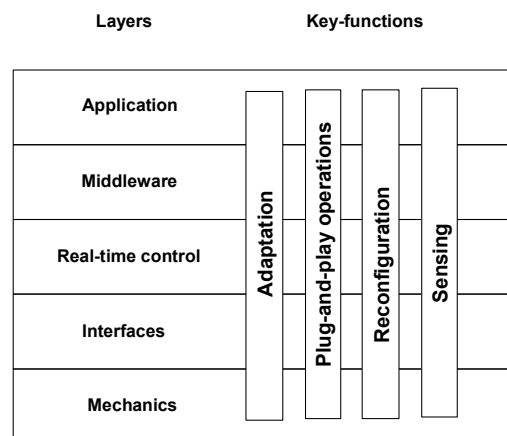 Layers Key-functions
Application
Middleware
Real-time control
Interfaces
Mechanics
Adaptation
Plug-and-play operations
Reconfiguration
Sensing